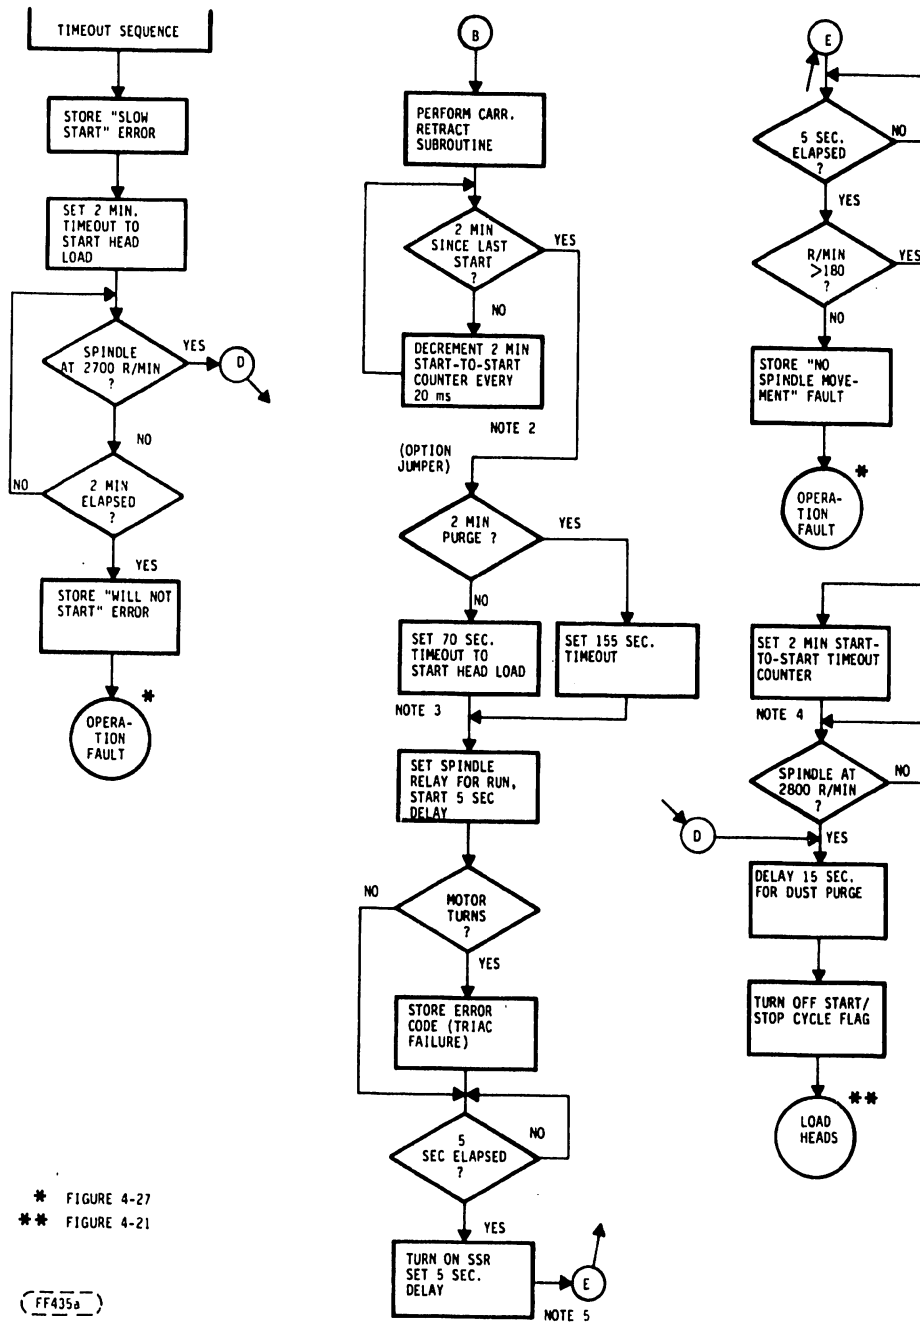 TIMEOUT SEQUENCE
STORE "SLOW
START" ERROR
SET 2 MIN.
TIMEOUT TO
START HEAD
LOAD
SPINDLE
AT 2700 R/MIN
?
YES
D
NO
2 MIN
ELAPSED
?
NO
YES
STORE "WILL NOT
START" ERROR
*
OPERA-
TION
FAULT
* FIGURE 4-27
** FIGURE 4-21
FF435a
B
PERFORM CARR.
RETRACT
SUBROUTINE
2 MIN
SINCE LAST
START
?
YES
NO
DECREMENT 2 MIN
START-TO-START
COUNTER EVERY
20 ms
NOTE 2
(OPTION
JUMPER)
2 MIN
PURGE ?
YES
NO
SET 70 SEC.
TIMEOUT TO
START HEAD LOAD
SET 155 SEC.
TIMEOUT
NOTE 3
SET SPINDLE
RELAY FOR RUN,
START 5 SEC
DELAY
NO
MOTOR
TURNS
?
YES
STORE ERROR
CODE (TRIAC
FAILURE)
5
SEC ELAPSED
?
NO
YES
TURN ON SSR
SET 5 SEC.
DELAY
E
NOTE 5
E
5 SEC.
ELAPSED
?
NO
YES
R/MIN
>180
?
YES
NO
STORE "NO
SPINDLE MOVE-
MENT" FAULT
*
OPERA-
TION
FAULT
SET 2 MIN START-
TO-START TIMEOUT
COUNTER
NOTE 4
SPINDLE AT
2800 R/MIN
?
NO
D
YES
DELAY 15 SEC.
FOR DUST PURGE
TURN OFF START/
STOP CYCLE FLAG
**
LOAD
HEADS